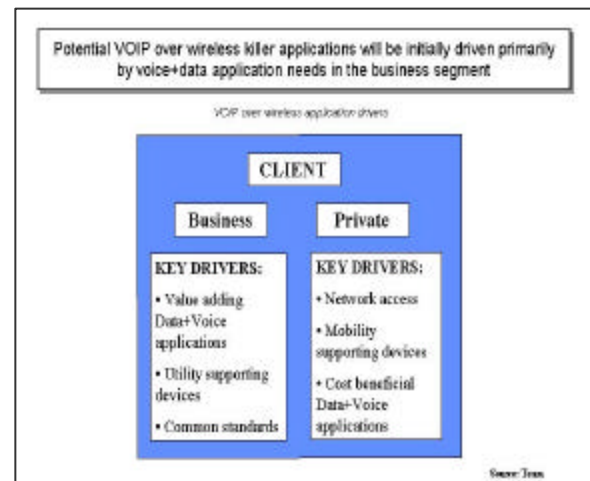 Potential VOIP over wireless killer applications will be initially driven primarily
by voice+data application needs in the business segment
VOIP over wireless application drivers
CLIENT
Business
Private
KEY DRIVERS:
• Value adding
Data+Voice
applications
• Utility supporting
devices
• Common standards
KEY DRIVERS:
• Network access
• Mobility
supporting devices
• Cost beneficial
Data+Voice
applications
Source: Team